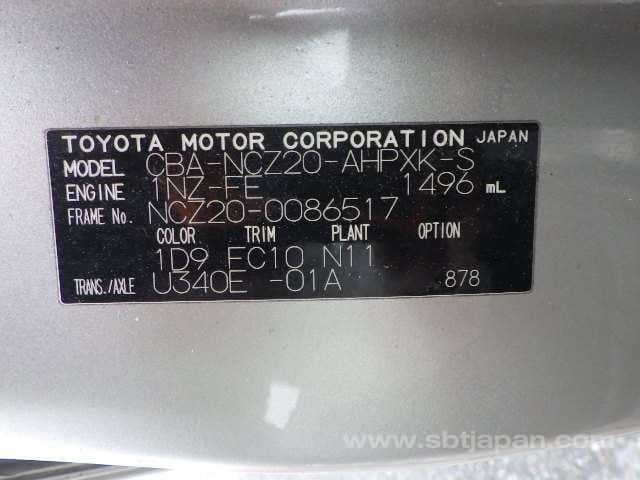 TOYOTA MOTOR CORPORATION JAPAN
MODEL CBA-NCZ20-AHPXK-S
ENGINE 1NZ-FE 1496 mL
FRAME No. NCZ20-0086517
COLOR TRIM PLANT OPTION
1D9 FC10 N11
TRANS./AXLE U340E -01A 878
www.sbtjapan.com